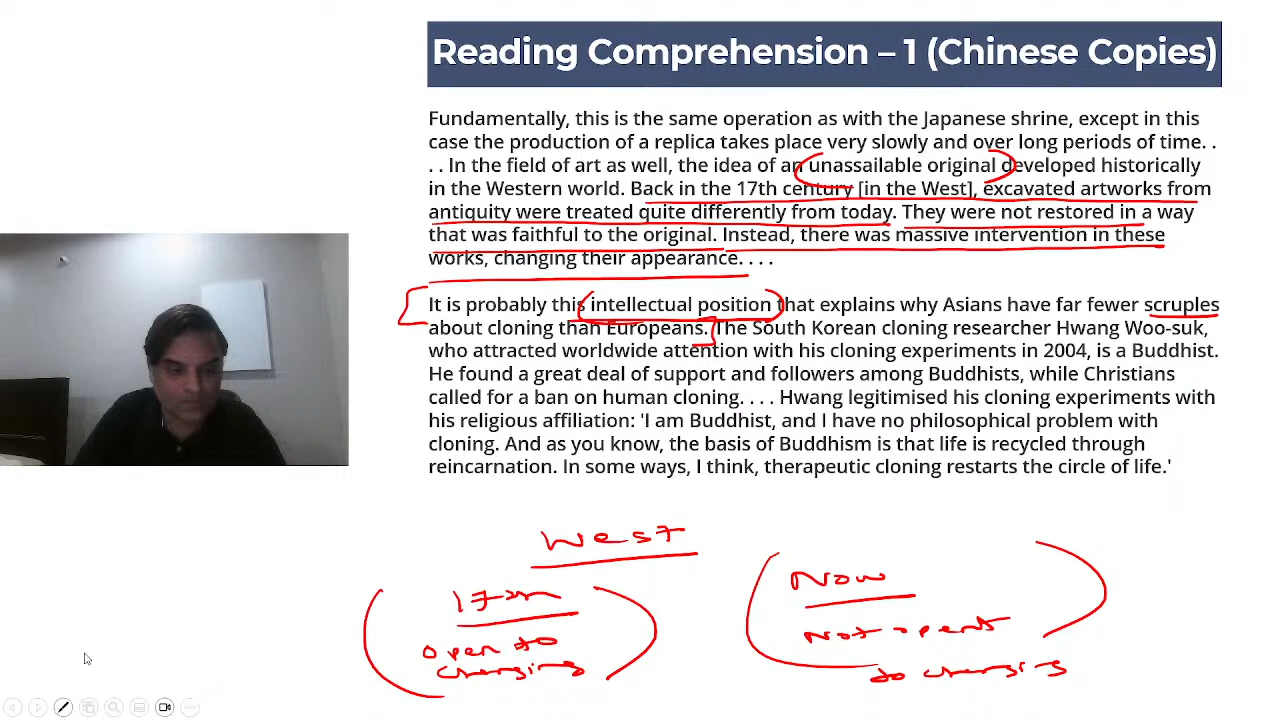 Reading Comprehension – 1 (Chinese Copies)
Fundamentally, this is the same operation as with the Japanese shrine, except in this
case the production of a replica takes place very slowly and over long periods of time. .
. . In the field of art as well, the idea of an unassailable original developed historically
in the Western world. Back in the 17th century [in the West], excavated artworks from
antiquity were treated quite differently from today. They were not restored in a way
that was faithful to the original. Instead, there was massive intervention in these
works, changing their appearance. . . .
It is probably this intellectual position that explains why Asians have far fewer scruples
about cloning than Europeans. The South Korean cloning researcher Hwang Woo-suk,
who attracted worldwide attention with his cloning experiments in 2004, is a Buddhist.
He found a great deal of support and followers among Buddhists, while Christians
called for a ban on human cloning. . . . Hwang legitimised his cloning experiments with
his religious affiliation: 'I am Buddhist, and I have no philosophical problem with
cloning. And as you know, the basis of Buddhism is that life is recycled through
reincarnation. In some ways, I think, therapeutic cloning restarts the circle of life.'
West
17th
open to
changing
Now
Not open
to changing